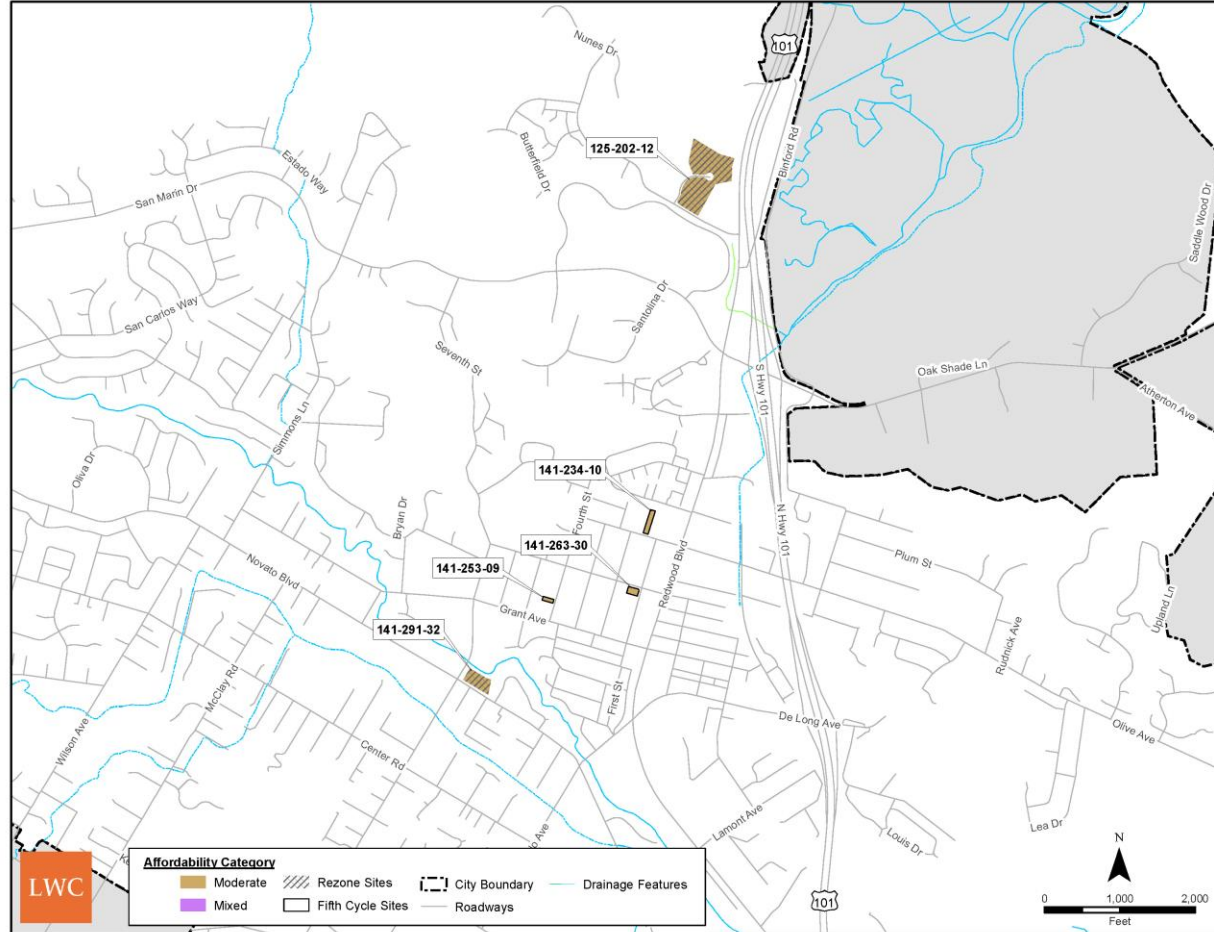 101
Nunes Dr
125-202-12
Butterfield Dr
Binford Rd
Estado Way
San Marin Dr
Saddle Wood Dr
San Carlos Way
Santolina Dr
Seventh St
Oak Shade Ln
S Hwy 101
Atherton Ave
Simmons Ln
Oliva Dr
141-234-10
Fourth St
Bryan Dr
N Hwy 101
141-263-30
Plum St
Redwood Blvd
141-253-09
Novato Blvd
Grant Ave
Upland Ln
141-291-32
Rudnick Ave
McClay Rd
First St
De Long Ave
Wilson Ave
Olive Ave
Center Rd
Lamont Ave
Lea Dr
Louis Dr
Ave
N
LWC
Affordability Category
Moderate
Rezone Sites
City Boundary
Drainage Features
Mixed
Fifth Cycle Sites
Roadways
101
0 1,000 2,000
Feet